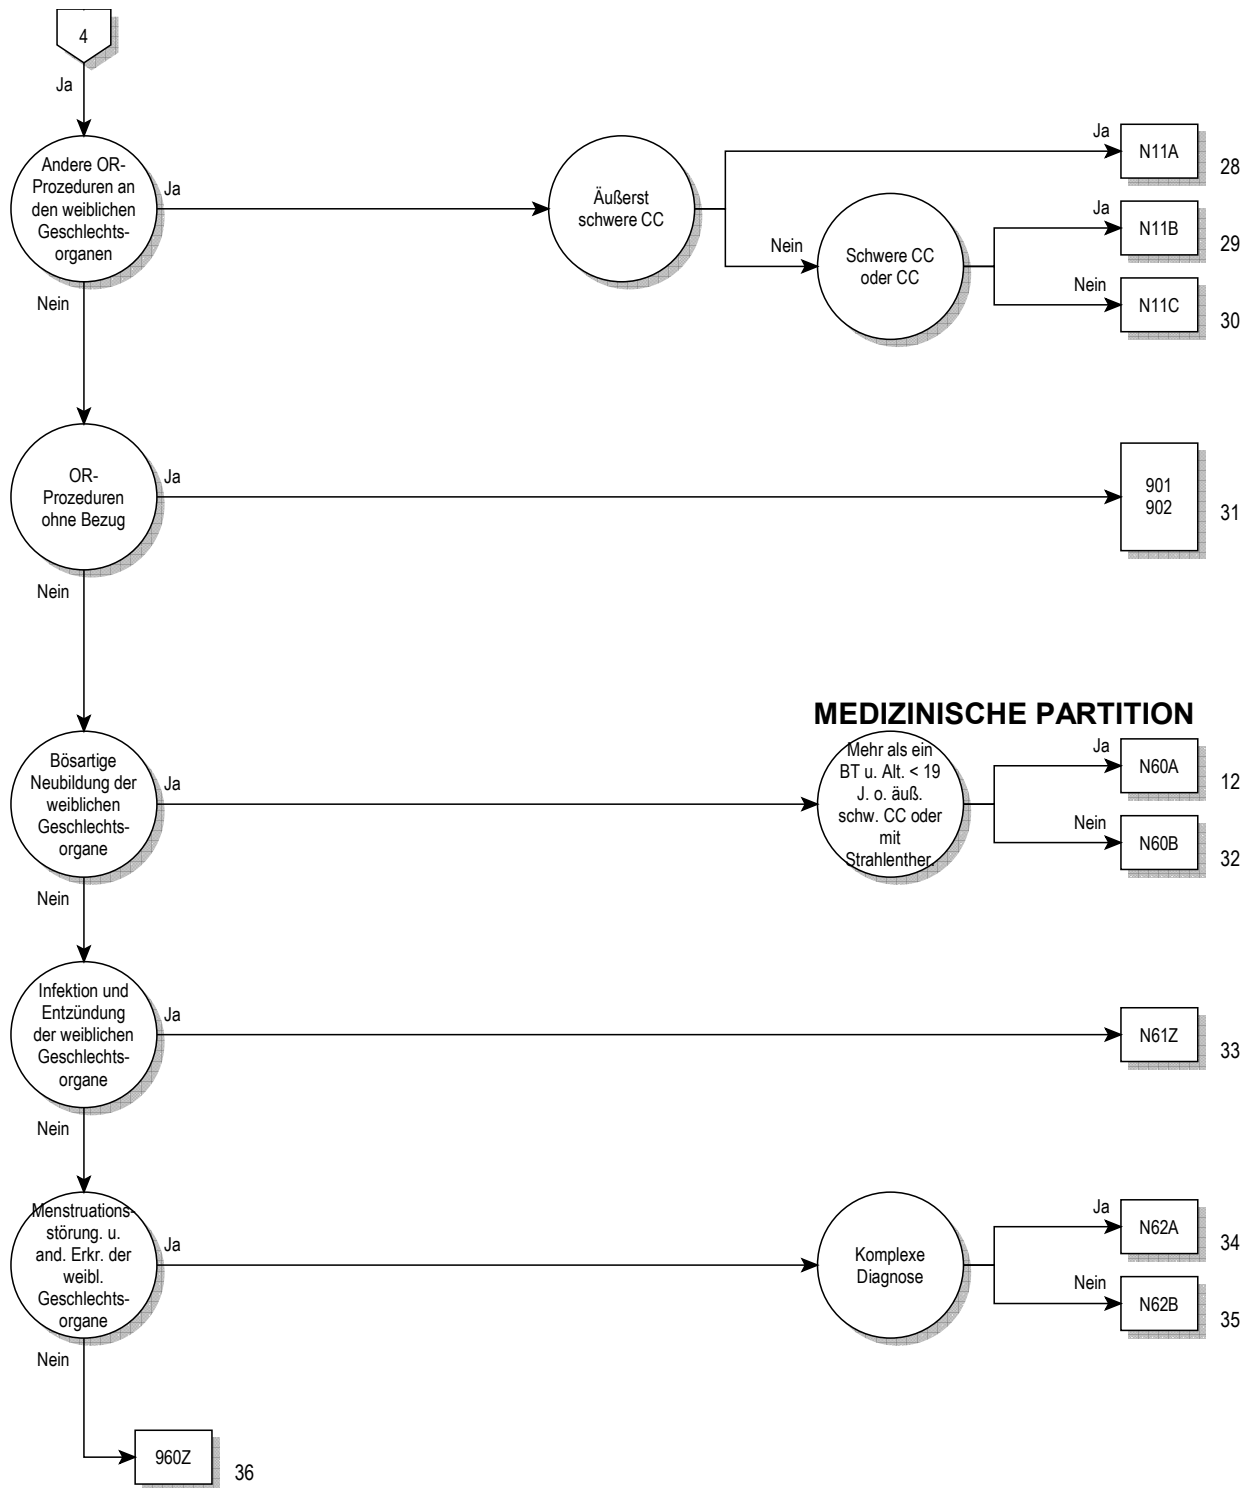 4
Ja
Andere OR-
Prozeduren an
den weiblichen
Geschlechts-
organen
Ja
Äußerst
schwere CC
Ja
N11A
28
Nein
Schwere CC
oder CC
Ja
N11B
29
Nein
N11C
30
Nein
OR-
Prozeduren
ohne Bezug
Ja
901
902
31
Nein
MEDIZINISCHE PARTITION
Bösartige
Neubildung der
weiblichen
Geschlechts-
organe
Ja
Mehr als ein
BT u. Alt. < 19
J. o. äuß.
schw. CC oder
mit
Strahlenther.
Ja
N60A
12
Nein
N60B
32
Nein
Infektion und
Entzündung
der weiblichen
Geschlechts-
organe
Ja
N61Z
33
Nein
Menstruations-
störung. u.
and. Erkr. der
weibl.
Geschlechts-
organe
Ja
Komplexe
Diagnose
Ja
N62A
34
Nein
N62B
35
Nein
960Z
36